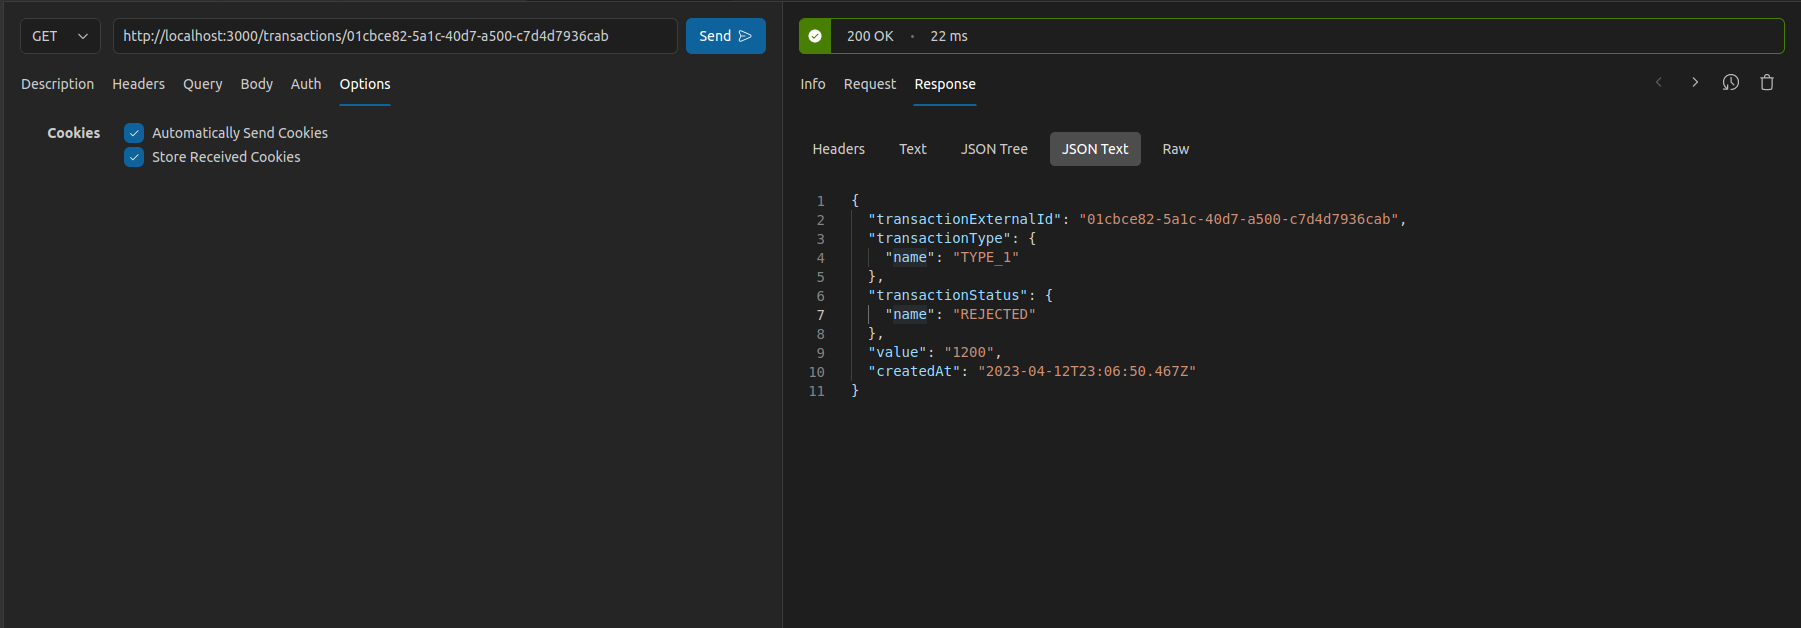 GET
http://localhost:3000/transactions/01cbce82-5a1c-40d7-a500-c7d4d7936cab
Send
Description Headers Query Body Auth Options
Cookies
Automatically Send Cookies
Store Received Cookies
200 OK • 22 ms
Info Request Response
Headers Text JSON Tree JSON Text Raw
1 {
2 "transactionExternalId": "01cbce82-5a1c-40d7-a500-c7d4d7936cab",
3 "transactionType": {
4 "name": "TYPE_1"
5 },
6 "transactionStatus": {
7 "name": "REJECTED"
8 },
9 "value": "1200",
10 "createdAt": "2023-04-12T23:06:50.467Z"
11 }